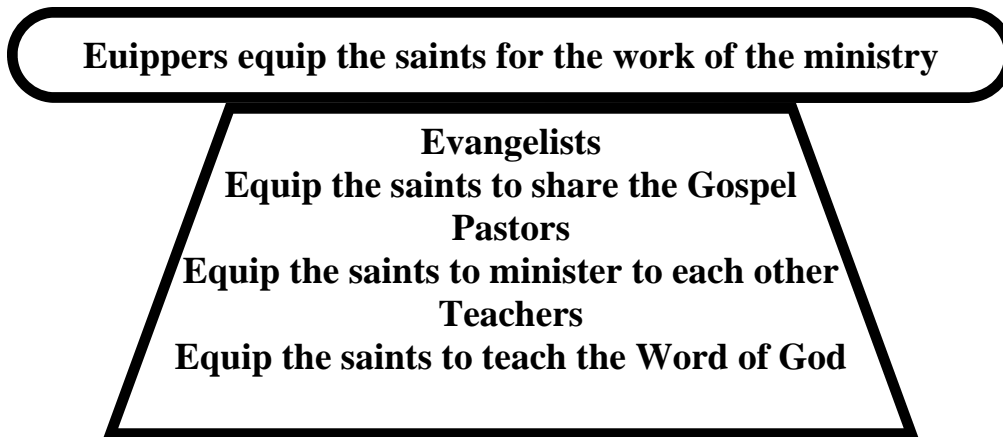 Euippers equip the saints for the work of the ministry
Evangelists
Equip the saints to share the Gospel
Pastors
Equip the saints to minister to each other
Teachers
Equip the saints to teach the Word of God